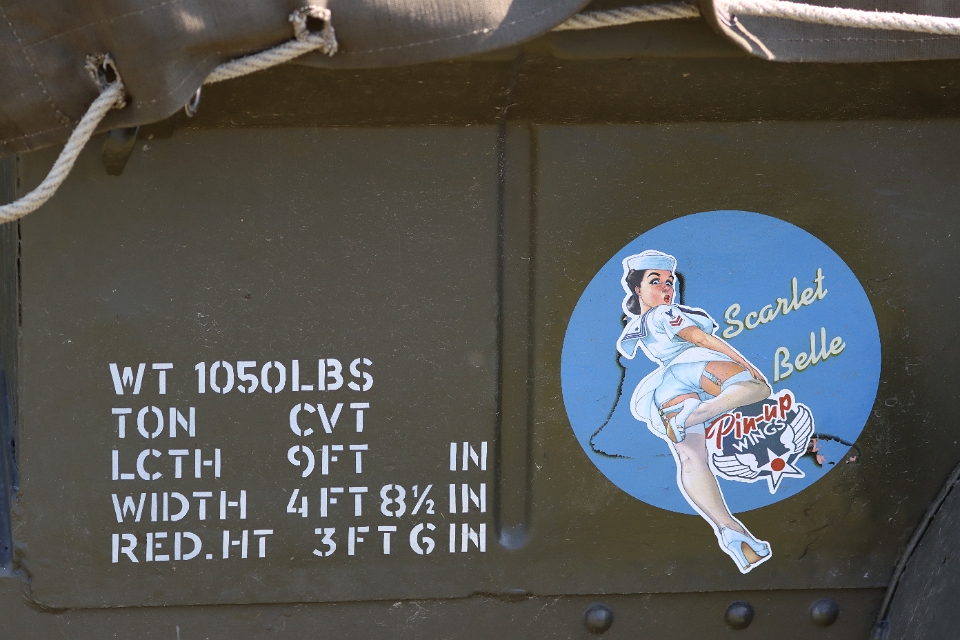 WT 1050LBS
TON CVT
LCTH 9FT IN
WIDTH 4FT 8½ IN
RED.HT 3FT 6 IN
Scarlet
Belle
Pin-up
WINGS